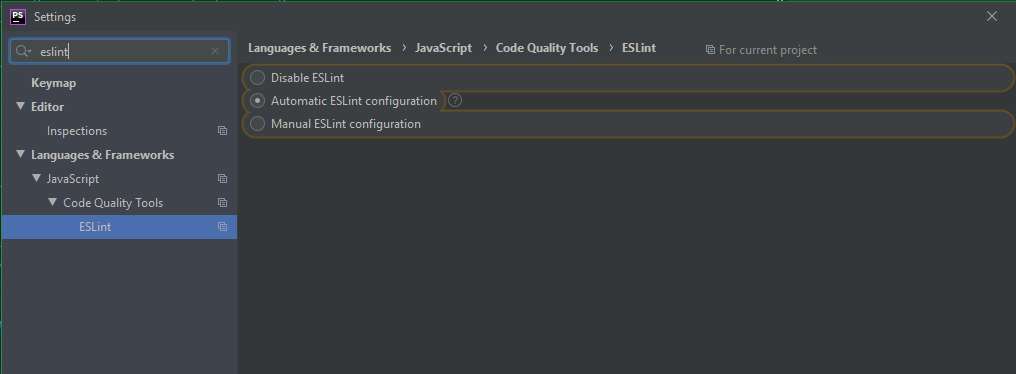 PS Settings
eslint
Keymap
Editor
Inspections
Languages & Frameworks
JavaScript
Code Quality Tools
ESLint
Languages & Frameworks › JavaScript › Code Quality Tools › ESLint For current project
Disable ESLint
Automatic ESLint configuration ?
Manual ESLint configuration